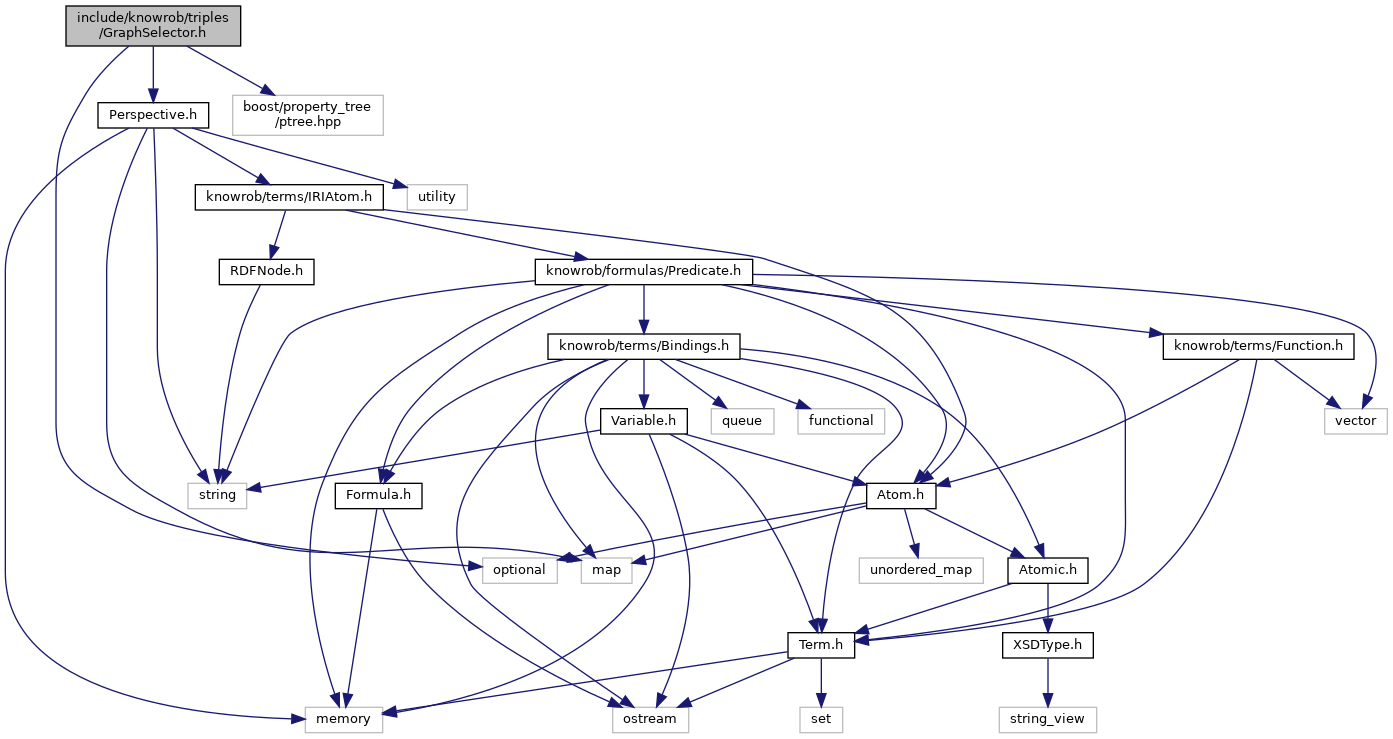 include/knowrob/triples
/GraphSelector.h
Perspective.h
boost/property_tree
/ptree.hpp
knowrob/terms/IRIAtom.h
utility
RDFNode.h
knowrob/formulas/Predicate.h
knowrob/terms/Bindings.h
knowrob/terms/Function.h
Variable.h
queue
functional
vector
string
Formula.h
Atom.h
optional
map
unordered_map
Atomic.h
Term.h
XSDType.h
memory
ostream
set
string_view